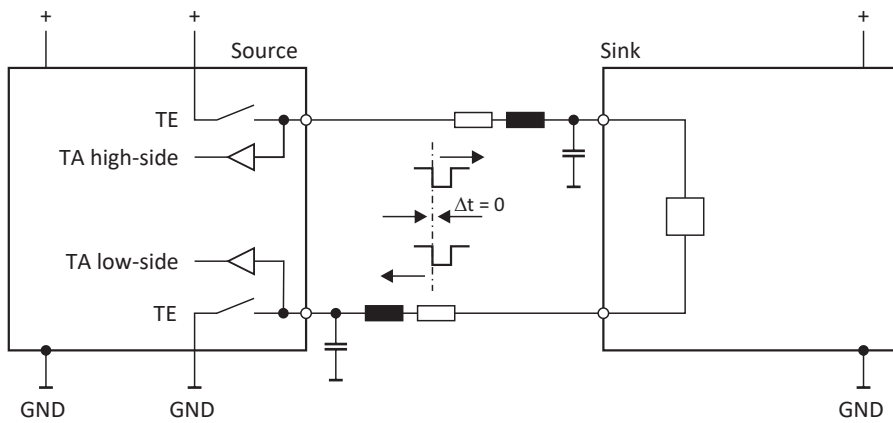 + + +
Source Sink
TE
TA high-side
Δt = 0
TA low-side
TE
GND GND GND